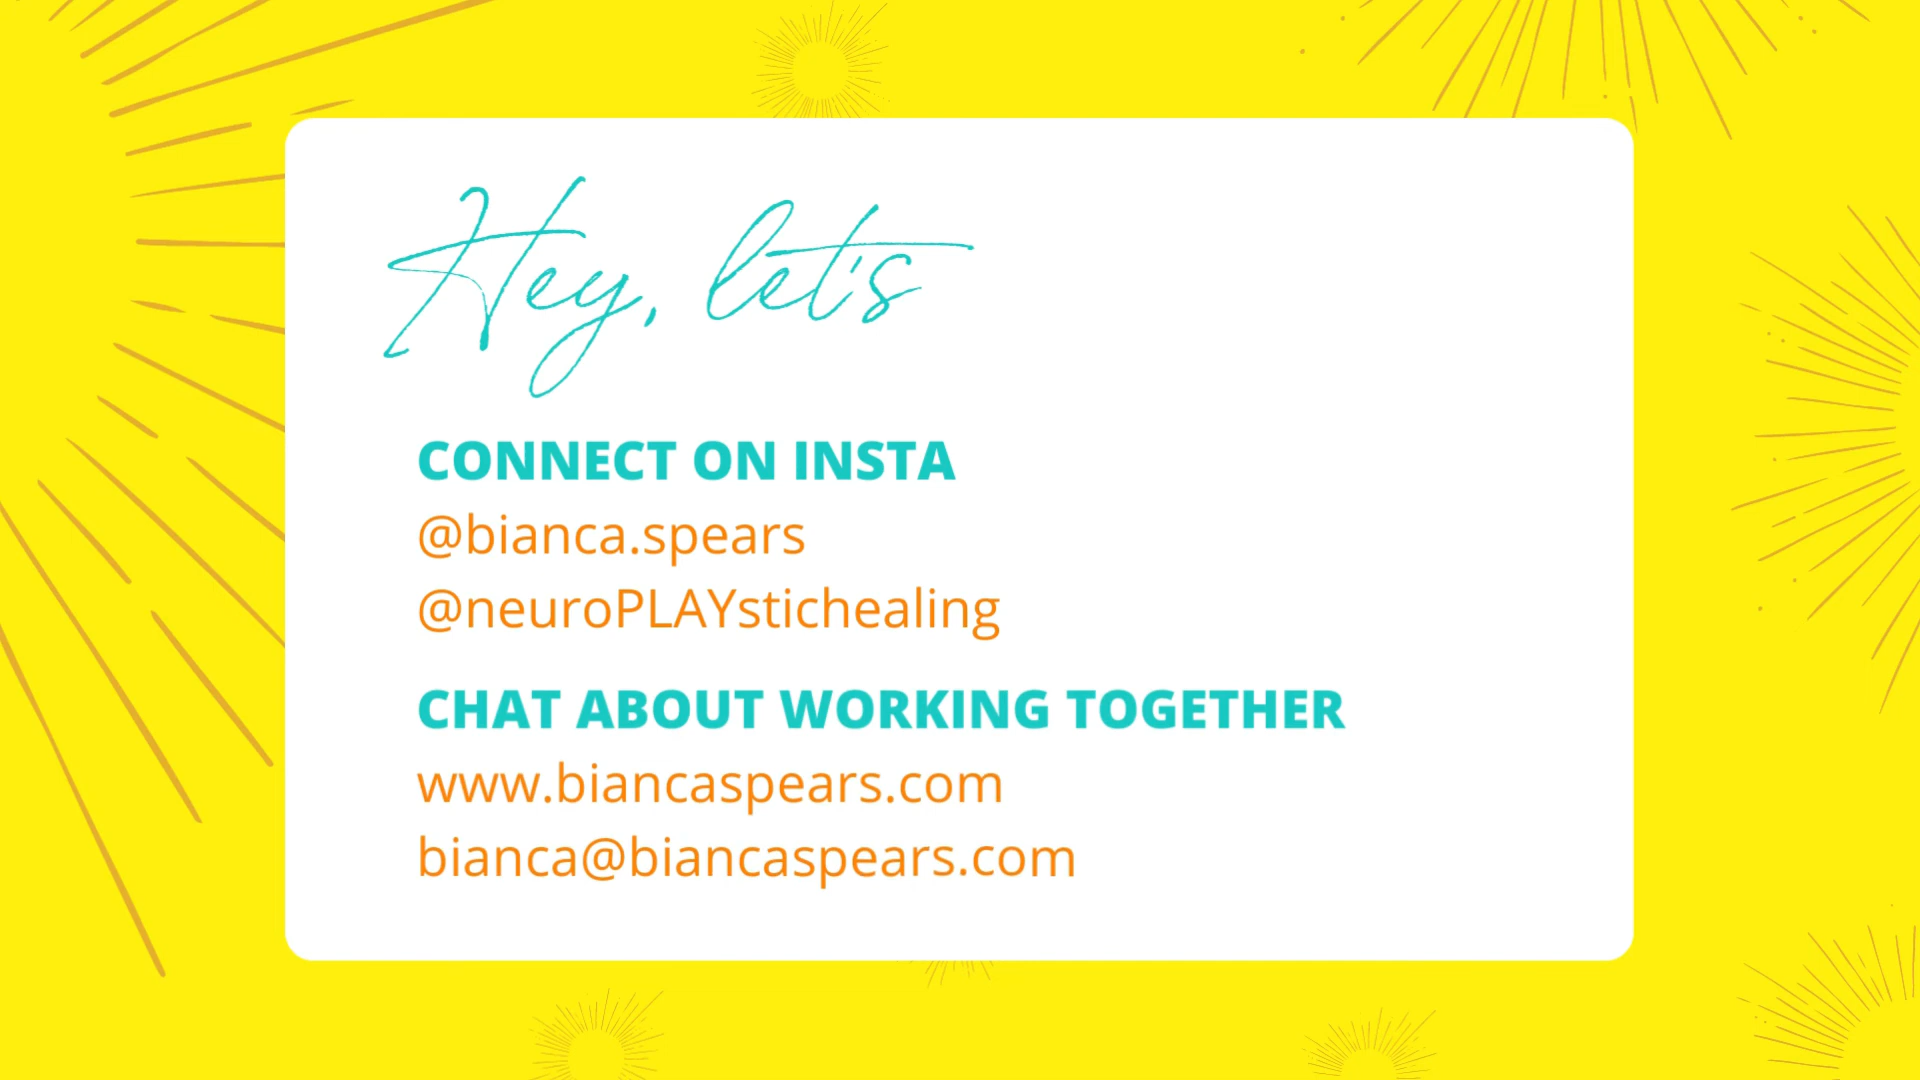 Hey, let's
CONNECT ON INSTA
@bianca.spears
@neuroPLAYstichealing
CHAT ABOUT WORKING TOGETHER
www.biancaspears.com
bianca@biancaspears.com